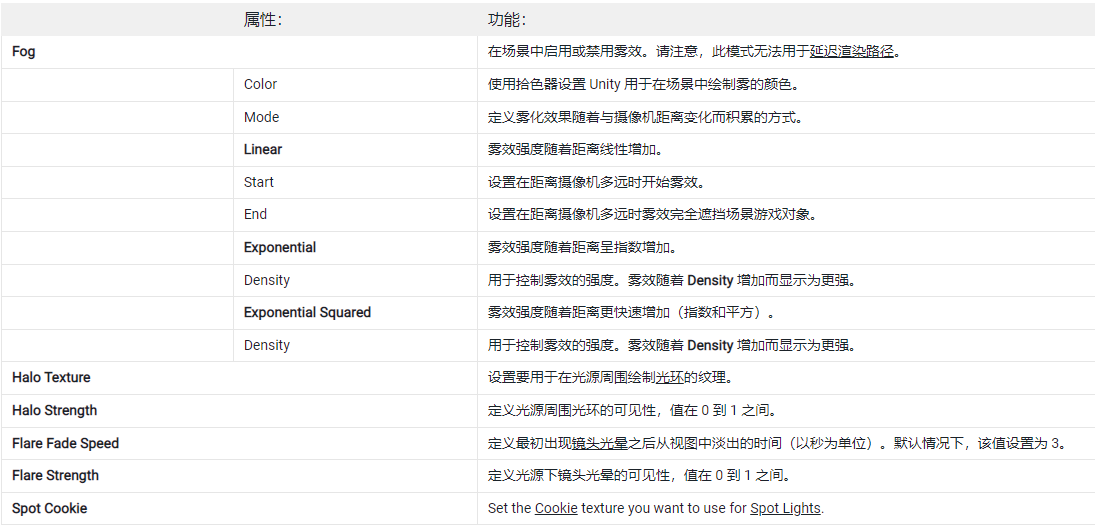 属性： 功能：
Fog 在场景中启用或禁用雾效。请注意，此模式无法用于延迟渲染路径。
Color 使用拾色器设置 Unity 用于在场景中绘制雾的颜色。
Mode 定义雾化效果随着与摄像机距离变化而积累的方式。
Linear 雾效强度随着距离线性增加。
Start 设置在距离摄像机多远时开始雾效。
End 设置在距离摄像机多远时雾效完全遮挡场景游戏对象。
Exponential 雾效强度随着距离呈指数增加。
Density 用于控制雾效的强度。雾效随着 Density 增加而显示为更强。
Exponential Squared 雾效强度随着距离更快速增加（指数和平方）。
Density 用于控制雾效的强度。雾效随着 Density 增加而显示为更强。
Halo Texture 设置要用于在光源周围绘制光环的纹理。
Halo Strength 定义光源周围光环的可见性，值在 0 到 1 之间。
Flare Fade Speed 定义最初出现镜头光晕之后从视图中淡出的时间（以秒为单位）。默认情况下，该值设置为 3。
Flare Strength 定义光源下镜头光晕的可见性，值在 0 到 1 之间。
Spot Cookie Set the Cookie texture you want to use for Spot Lights.